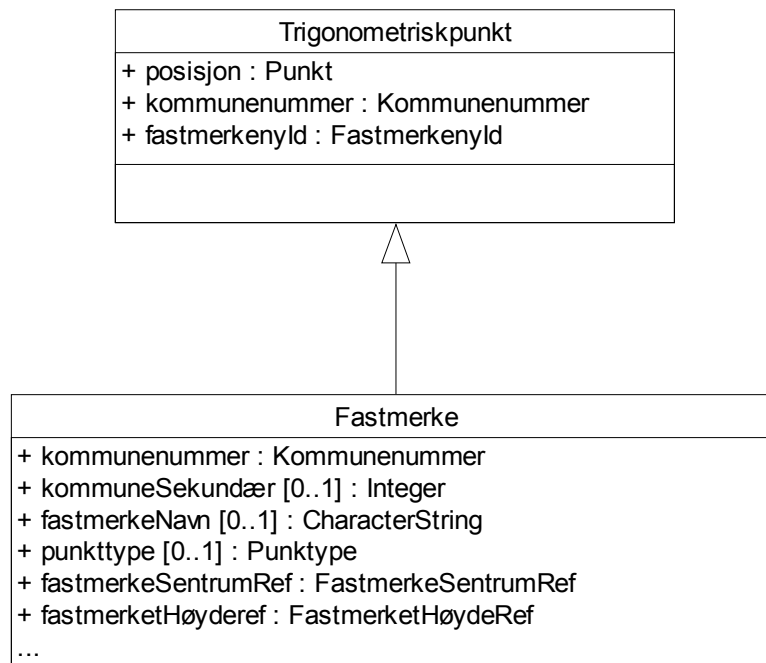 Trigonometriskpunkt
+ posisjon : Punkt
+ kommunenummer : Kommunenummer
+ fastmerkenyId : FastmerkenyId
Fastmerke
+ kommunenummer : Kommunenummer
+ kommuneSekundær [0..1] : Integer
+ fastmerkeNavn [0..1] : CharacterString
+ punkttype [0..1] : Punktype
+ fastmerkeSentrumRef : FastmerkeSentrumRef
+ fastmerketHøyderef : FastmerketHøydeRef
...